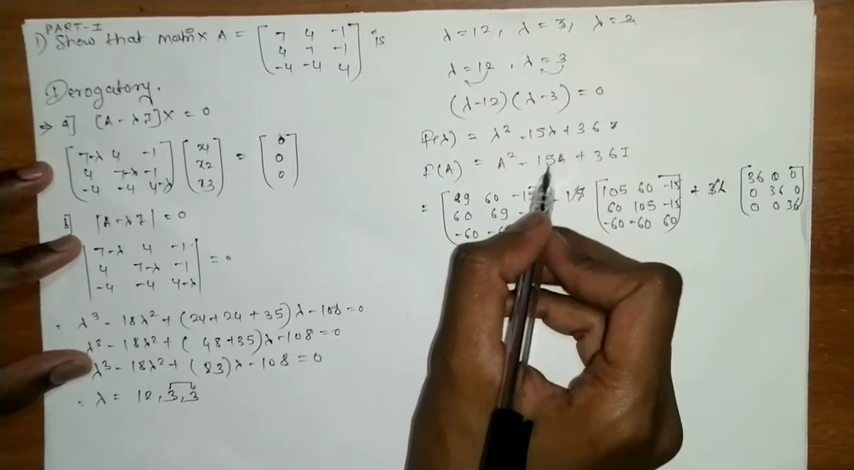 PART-I
1) Show that matrix A = [7 4 -1 is
4 7 -1
-4 -4 4]
① Derogatory.
→ a] [A - λI]X = 0
[7-λ 4 -1 [x1 = [0
4 7-λ -1 x2 0
-4 -4 4-λ] x3] 0]
b] |A - λI| = 0
|7-λ 4 -1
4 7-λ -1 = 0
-4 -4 4-λ|
= λ³ - 18λ² + (24+24+35)λ - 108 = 0
λ³ - 18λ² + (48+35)λ - 108 = 0
λ³ - 18λ² + (83)λ - 108 = 0
= λ = 12, 3, 3
λ = 12, λ = 3, λ = 3
λ = 12, λ = 3
(λ-12)(λ-3) = 0
f(λ) = λ² - 15λ + 36
f(A) = A² - 15A + 36I
= [69 60 -15 [105 60 -15 + [36 0 0
60 69 60 105 -15 0 36 0
-60 -60 -60 60] 0 0 36]